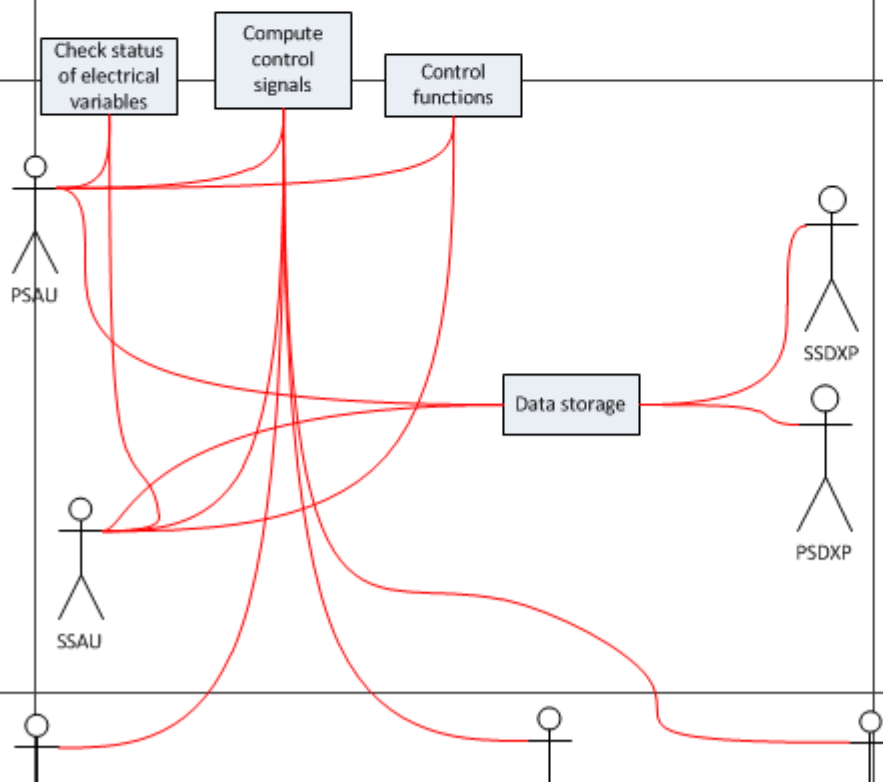 Check status
of electrical
variables
Compute
control
signals
Control
functions
PSAU
SSDXP
Data storage
PSDXP
SSAU